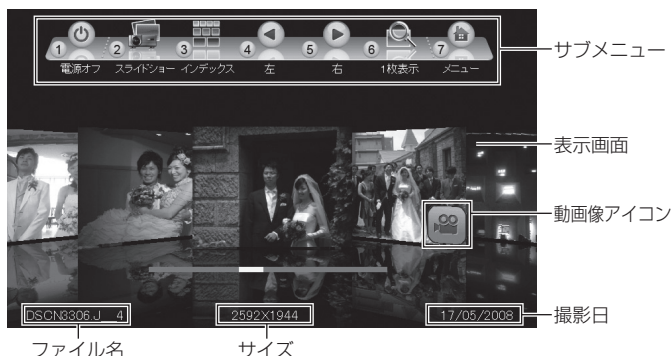 1 2 3 4 5 6 7
電源オフ スライドショー インデックス 左 右 1枚表示 メニュー
サブメニュー
表示画面
動画像アイコン
DSCN3306.J__4 2592X1944 17/05/2008
撮影日
ファイル名 サイズ